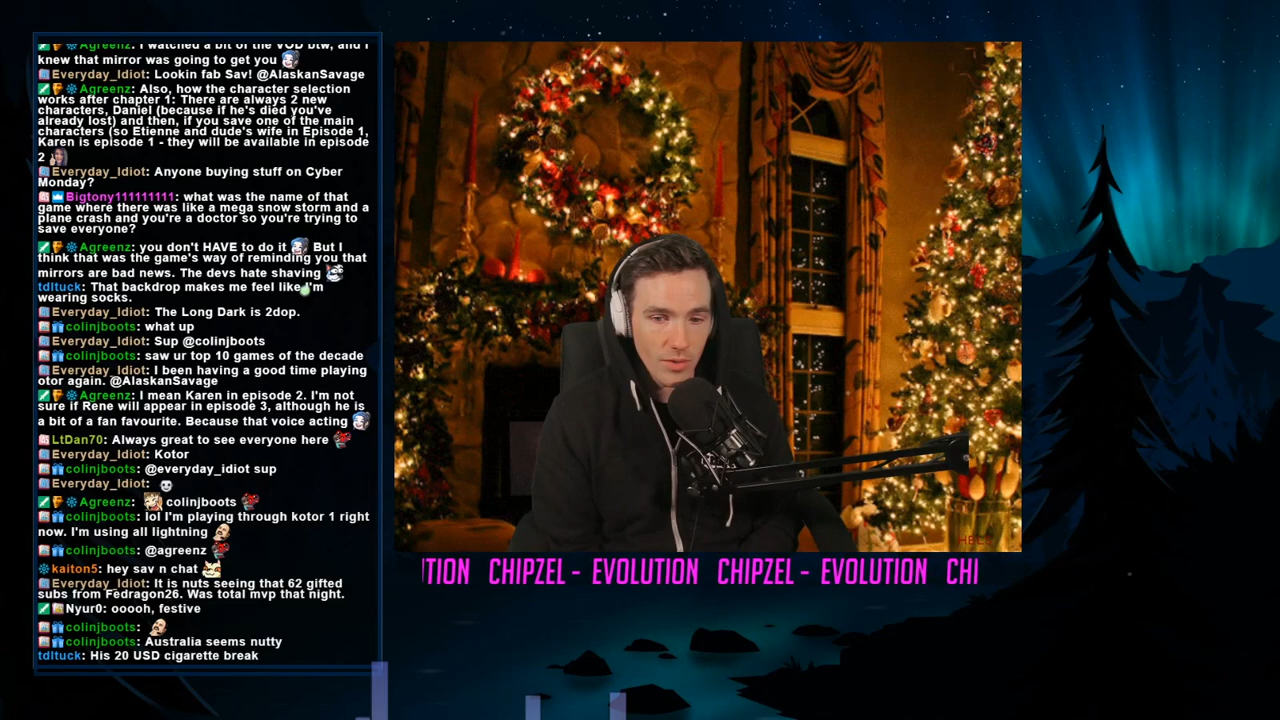 Agreenz: I watched a bit of the VOD btw, and I
knew that mirror was going to get you
Everyday_Idiot: Lookin fab Sav! @AlaskanSavage
Agreenz: Also, how the character selection
works after chapter 1: There are always 2 new
characters, Daniel (because if he's died you've
already lost) and then, if you save one of the main
characters (so Etienne and dude's wife in Episode 1,
Karen is episode 1 - they will be available in episode
2
Everyday_Idiot: Anyone buying stuff on Cyber
Monday?
Bigtony111111111: what was the name of that
game where there was like a mega snow storm and a
plane crash and you're a doctor so you're trying to
save everyone?
Agreenz: you don't HAVE to do it But I
think that was the game's way of reminding you that
mirrors are bad news. The devs hate shaving
tdltuck: That backdrop makes me feel like I'm
wearing socks.
Everyday_Idiot: The Long Dark is 2dop.
colinjboots: what up
Everyday_Idiot: Sup @colinjboots
colinjboots: saw ur top 10 games of the decade
Everyday_Idiot: I been having a good time playing
otor again. @AlaskanSavage
Agreenz: I mean Karen in episode 2. I'm not
sure if Rene will appear in episode 3, although he is
a bit of a fan favourite. Because that voice acting
LtDan70: Always great to see everyone here
Everyday_Idiot: Kotor
colinjboots: @everyday_idiot sup
Everyday_Idiot:
Agreenz: colinjboots
colinjboots: lol I'm playing through kotor 1 right
now. I'm using all lightning
colinjboots: @agreenz
kaiton5: hey sav n chat
Everyday_Idiot: It is nuts seeing that 62 gifted
subs from Fedragon26. Was total mvp that night.
Nyur0: ooooh, festive
colinjboots:
colinjboots: Australia seems nutty
tdltuck: His 20 USD cigarette break
ITION CHIPZEL - EVOLUTION CHIPZEL - EVOLUTION CHI